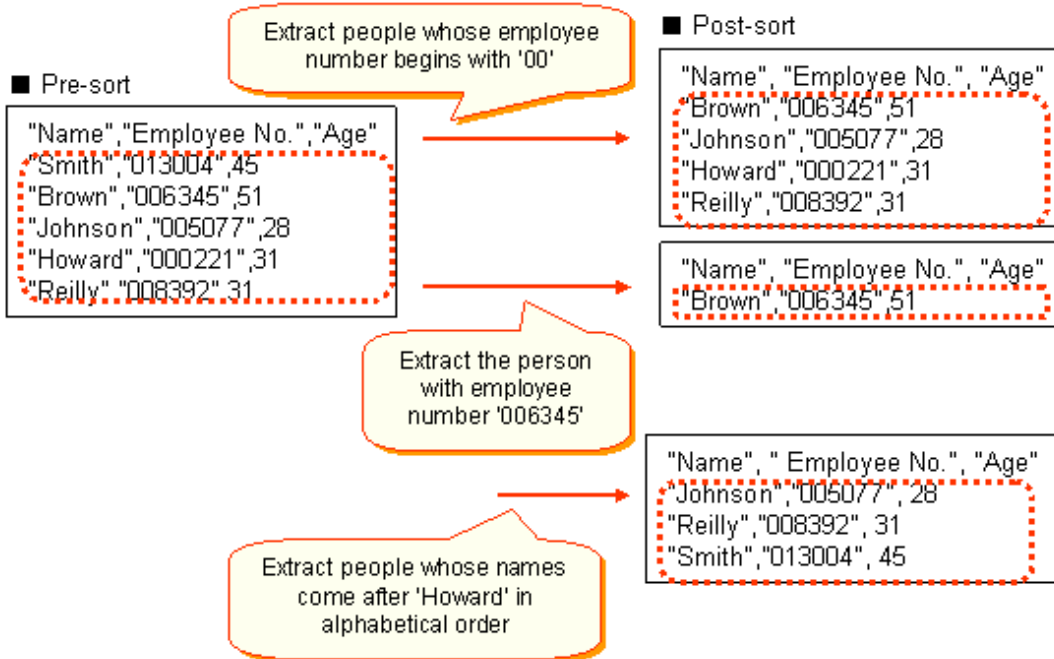 ■ Pre-sort
"Name","Employee No.","Age"
"Smith","013004",45
"Brown","006345",51
"Johnson","005077",28
"Howard","000221",31
"Reilly","008392",31
Extract people whose employee
number begins with '00'
■ Post-sort
"Name", "Employee No.", "Age"
"Brown","006345",51
"Johnson","005077",28
"Howard","000221",31
"Reilly","008392",31
Extract the person
with employee
number '006345'
"Name", "Employee No.", "Age"
"Brown","006345",51
Extract people whose names
come after 'Howard' in
alphabetical order
"Name", " Employee No.", "Age"
"Johnson","005077", 28
"Reilly","008392", 31
"Smith","013004", 45